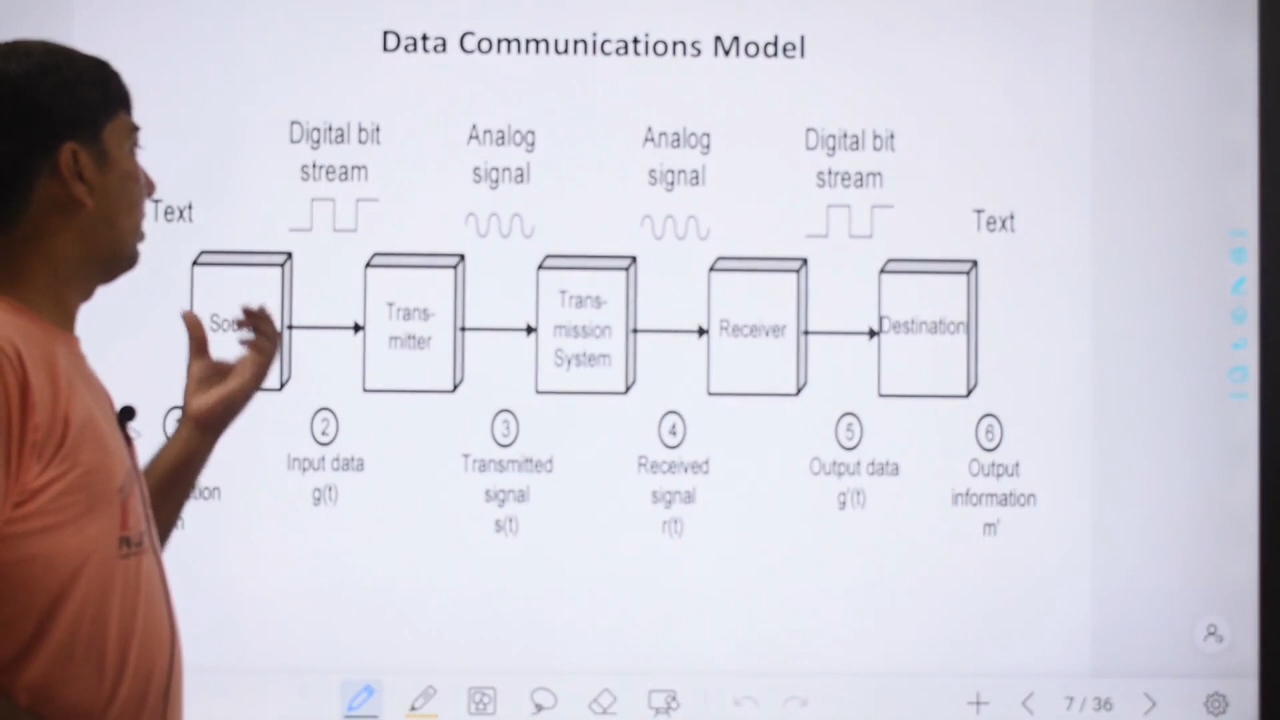 Data Communications Model
Digital bit
stream
Analog
signal
Analog
signal
Digital bit
stream
Text
Text
Trans-
mitter
Trans-
mission
System
Receiver
Destination
2
Input data
g(t)
3
Transmitted
signal
s(t)
4
Received
signal
r(t)
5
Output data
g'(t)
6
Output
information
m'
7 / 36